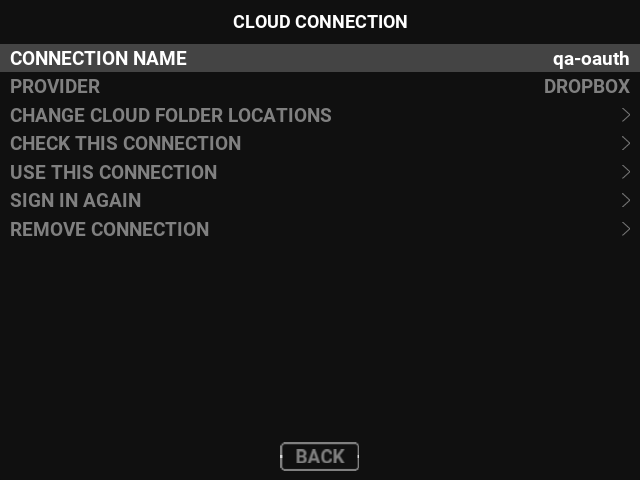 CLOUD CONNECTION
CONNECTION NAME qa-oauth
PROVIDER DROPBOX
CHANGE CLOUD FOLDER LOCATIONS
CHECK THIS CONNECTION
USE THIS CONNECTION
SIGN IN AGAIN
REMOVE CONNECTION
BACK